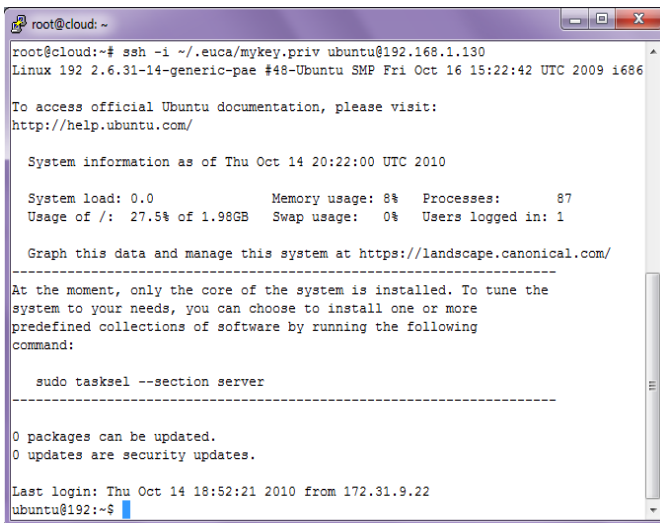 root@cloud: ~
root@cloud:~# ssh -i ~/.euca/mykey.priv ubuntu@192.168.1.130
Linux 192 2.6.31-14-generic-pae #48-Ubuntu SMP Fri Oct 16 15:22:42 UTC 2009 i686
To access official Ubuntu documentation, please visit:
http://help.ubuntu.com/
System information as of Thu Oct 14 20:22:00 UTC 2010
System load: 0.0 Memory usage: 8% Processes: 87
Usage of /: 27.5% of 1.98GB Swap usage: 0% Users logged in: 1
Graph this data and manage this system at https://landscape.canonical.com/
---------------------------------------------------------------------
At the moment, only the core of the system is installed. To tune the
system to your needs, you can choose to install one or more
predefined collections of software by running the following
command:
sudo tasksel --section server
---------------------------------------------------------------------
0 packages can be updated.
0 updates are security updates.
Last login: Thu Oct 14 18:52:21 2010 from 172.31.9.22
ubuntu@192:~$